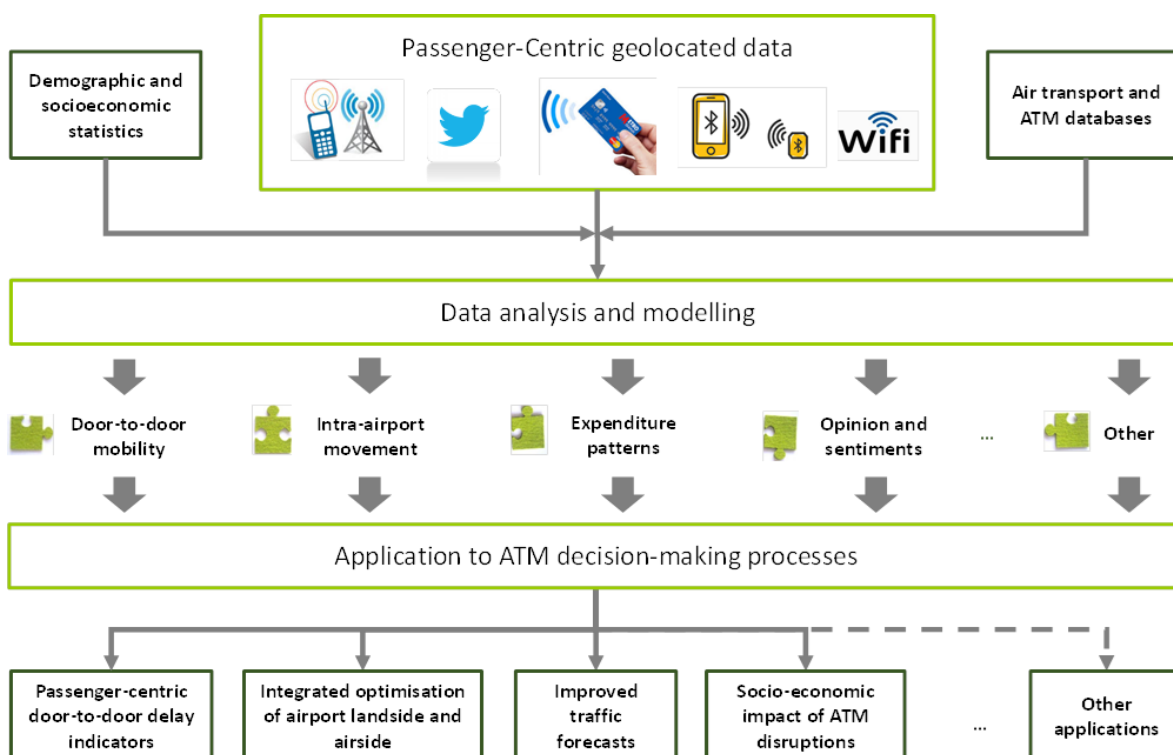 Passenger-Centric geolocated data
Demographic and
socioeconomic
statistics
Wifi
Air transport and
ATM databases
Data analysis and modelling
Door-to-door
mobility
Intra-airport
movement
Expenditure
patterns
Opinion and
sentiments
...
Other
Application to ATM decision-making processes
Passenger-centric
door-to-door delay
indicators
Integrated optimisation
of airport landside and
airside
Improved
traffic
forecasts
Socio-economic
impact of ATM
disruptions
...
Other
applications